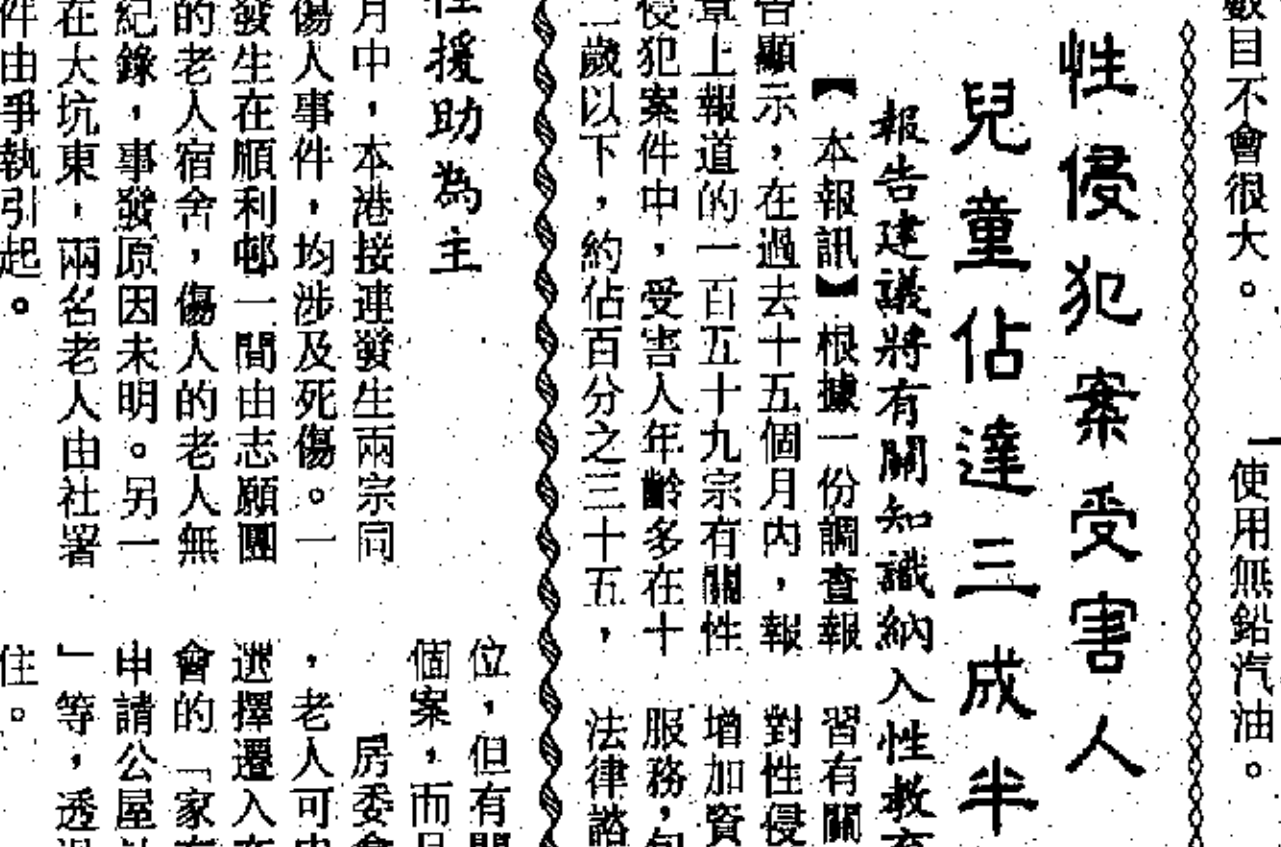 數目不會很大。
「使用無鉛汽油。
性侵犯案受害人
兒童佔達三成半
報告建議將有關知識納入性教
【本報訊】根據一份調查報
告顯示,在過去十五個月內,報
章上報道的一百五十九宗有關性
侵犯案件中,受害人年齡多在十
二歲以下,約佔百分之三十五,
習有關
對性侵
增加資
服務,包
法律諮
援助為主
月中,本港接連發生兩宗同
傷人事件,均涉及死傷。一
發生在順利邨一間由志願團
的老人宿舍,傷人的老人無
紀錄,事發原因未明。另一
在大坑東,兩名老人由社署
件由爭執引起。
位,但有關
個案,而且
房委會
,老人可由
選擇遷入
會的「家
申請公屋
」等,透
住。